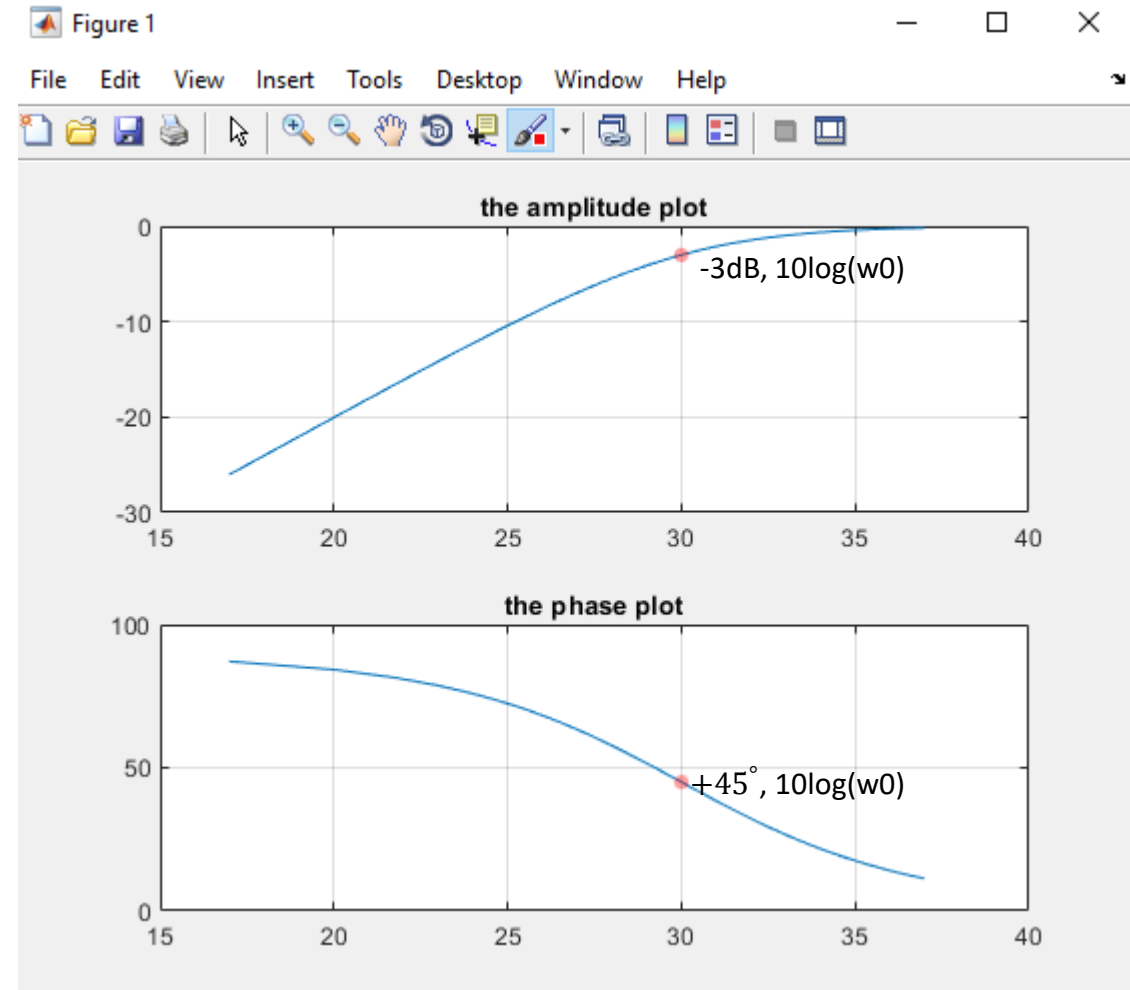 Figure 1
File Edit View Insert Tools Desktop Window Help
the amplitude plot
0
-10
-20
-30
-3dB, 10log(w0)
15 20 25 30 35 40
the phase plot
100
50
0
+45°, 10log(w0)
15 20 25 30 35 40